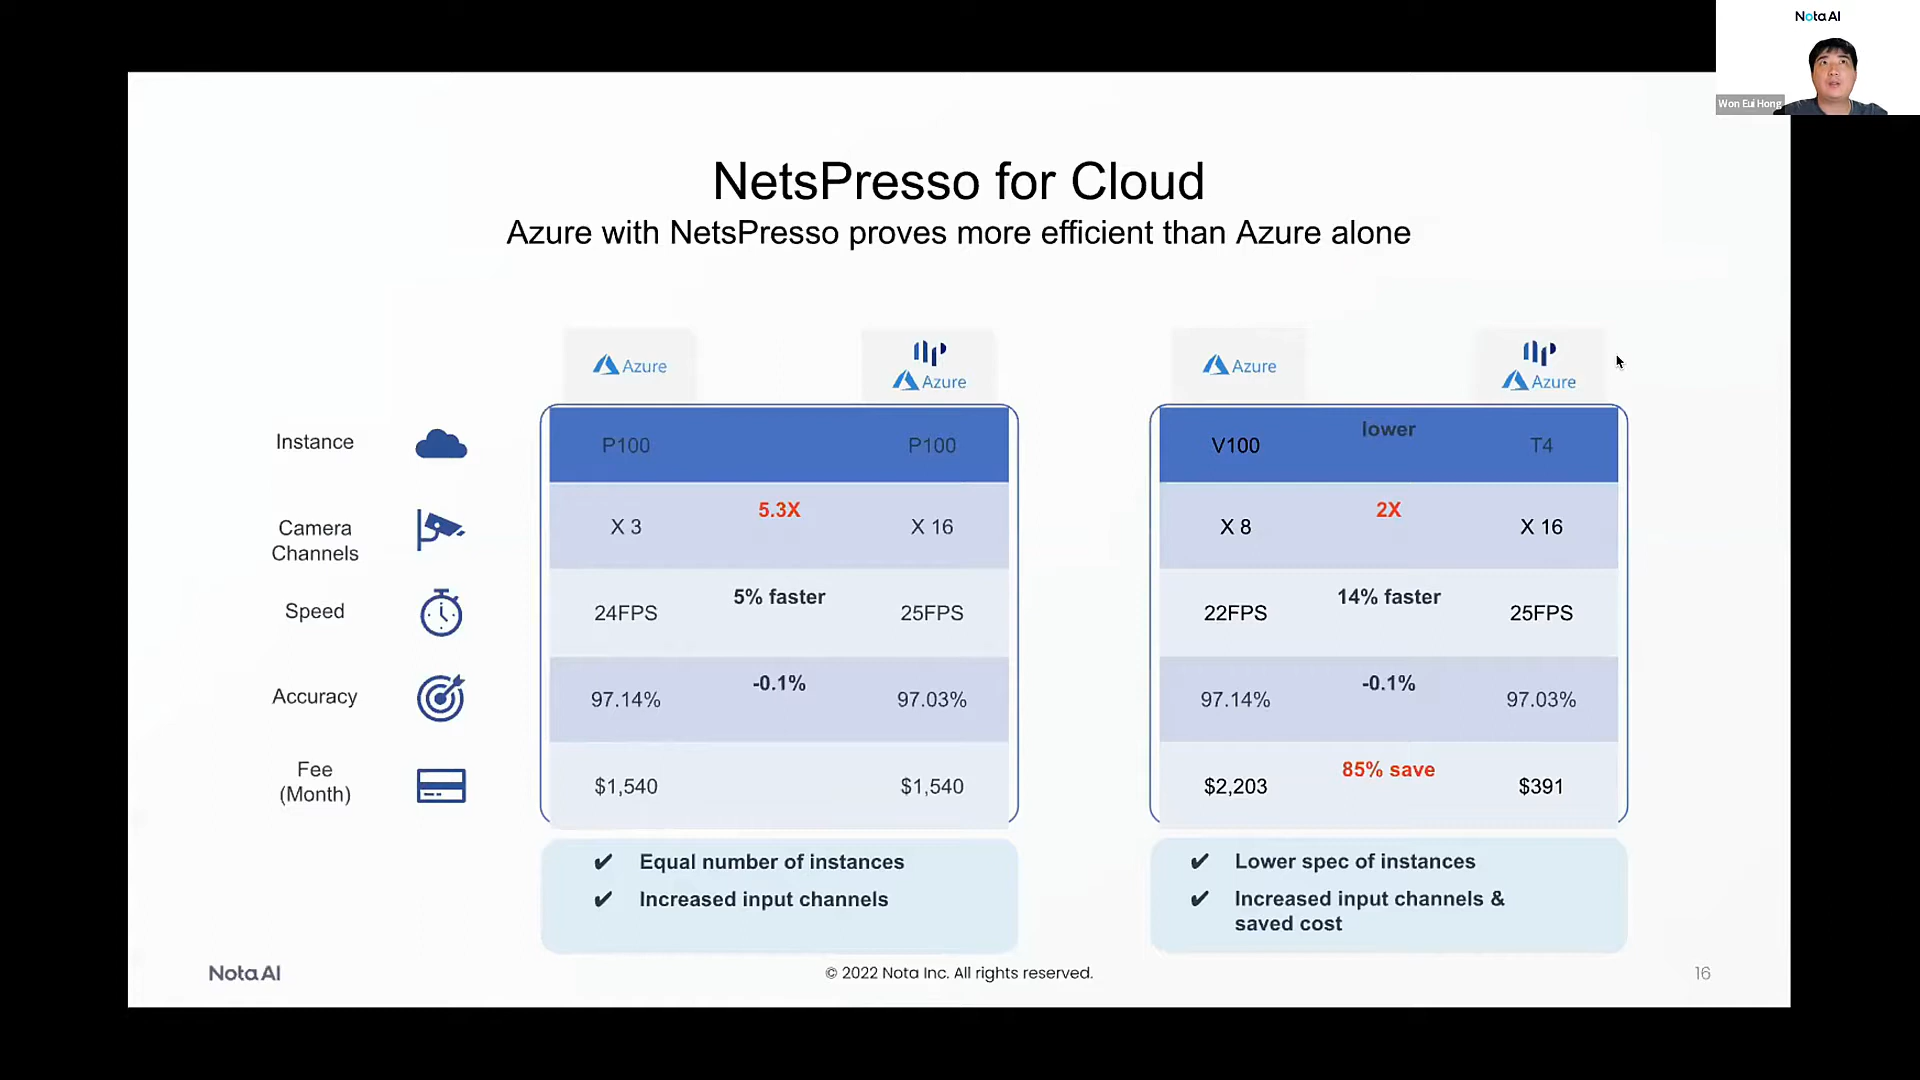 Nota AI
Won Eui Hong
NetsPresso for Cloud
Azure with NetsPresso proves more efficient than Azure alone
Azure
Azure
Azure
Azure
Instance
P100
P100
V100
lower
T4
Camera
Channels
X 3
5.3X
X 16
X 8
2X
X 16
Speed
24FPS
5% faster
25FPS
22FPS
14% faster
25FPS
Accuracy
97.14%
-0.1%
97.03%
97.14%
-0.1%
97.03%
Fee
(Month)
$1,540
$1,540
$2,203
85% save
$391
✔ Equal number of instances
✔ Increased input channels
✔ Lower spec of instances
✔ Increased input channels &
saved cost
Nota AI
© 2022 Nota Inc. All rights reserved.
16